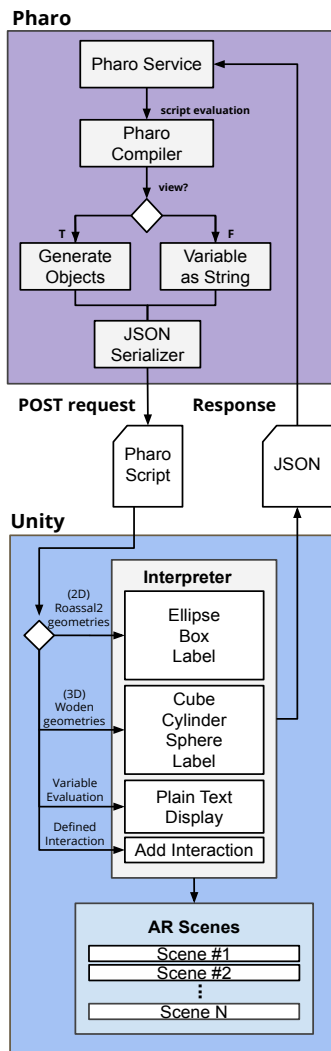 Pharo
Pharo Service
script evaluation
Pharo
Compiler
view?
T
F
Generate
Objects
Variable
as String
JSON
Serializer
POST request
Response
Pharo
Script
JSON
Unity
Interpreter
(2D)
Roassal2
geometries
Ellipse
Box
Label
(3D)
Woden
geometries
Cube
Cylinder
Sphere
Label
Variable
Evaluation
Plain Text
Display
Defined
Interaction
Add Interaction
AR Scenes
Scene #1
Scene #2
⋮
Scene N